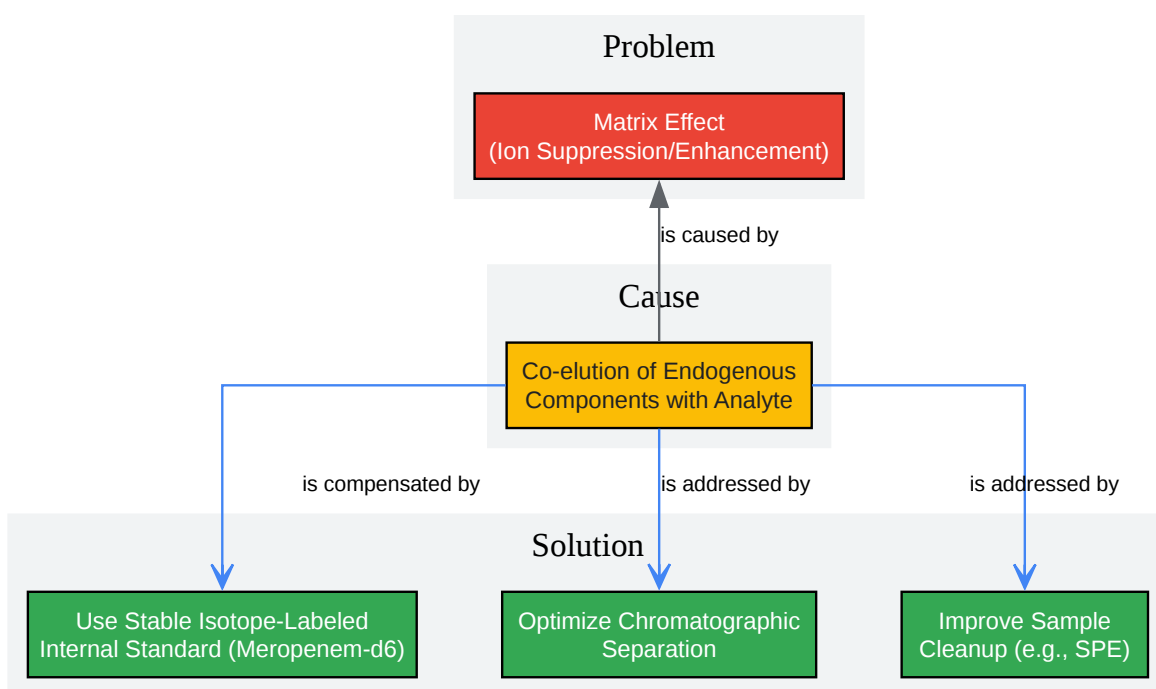 Problem
Matrix Effect
(Ion Suppression/Enhancement)
is caused by
Cause
Co-elution of Endogenous
Components with Analyte
is compensated by
is addressed by
is addressed by
Solution
Use Stable Isotope-Labeled
Internal Standard (Meropenem-d6)
Optimize Chromatographic
Separation
Improve Sample
Cleanup (e.g., SPE)